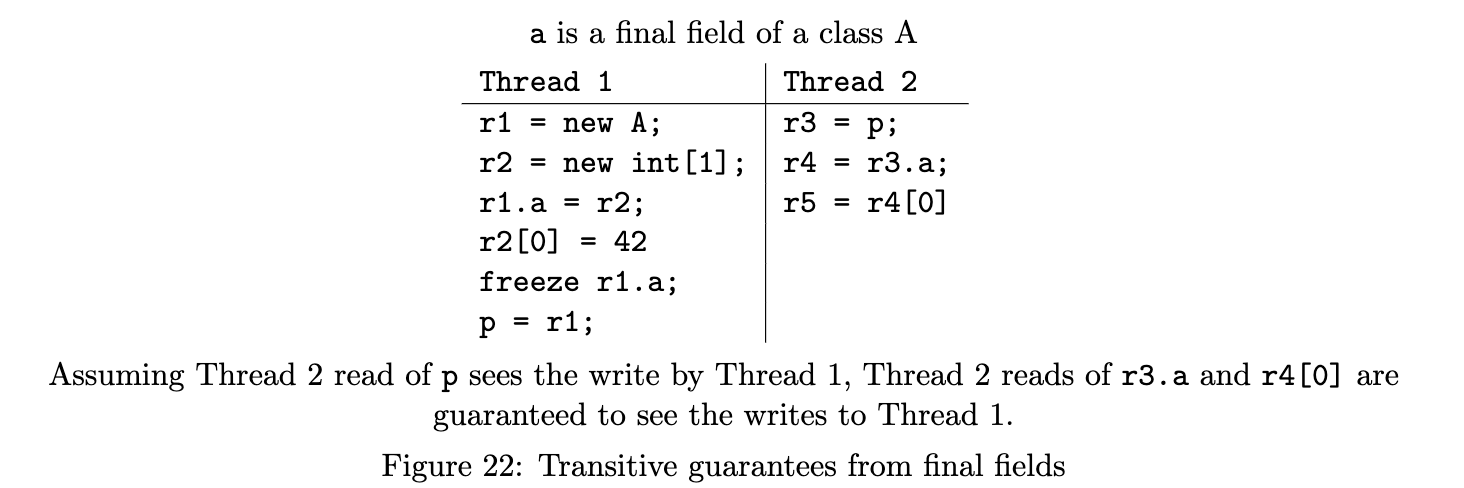 a is a final field of a class A
Thread 1 Thread 2
r1 = new A; r3 = p;
r2 = new int[1]; r4 = r3.a;
r1.a = r2; r5 = r4[0]
r2[0] = 42
freeze r1.a;
p = r1;
Assuming Thread 2 read of p sees the write by Thread 1, Thread 2 reads of r3.a and r4[0] are
guaranteed to see the writes to Thread 1.
Figure 22: Transitive guarantees from final fields